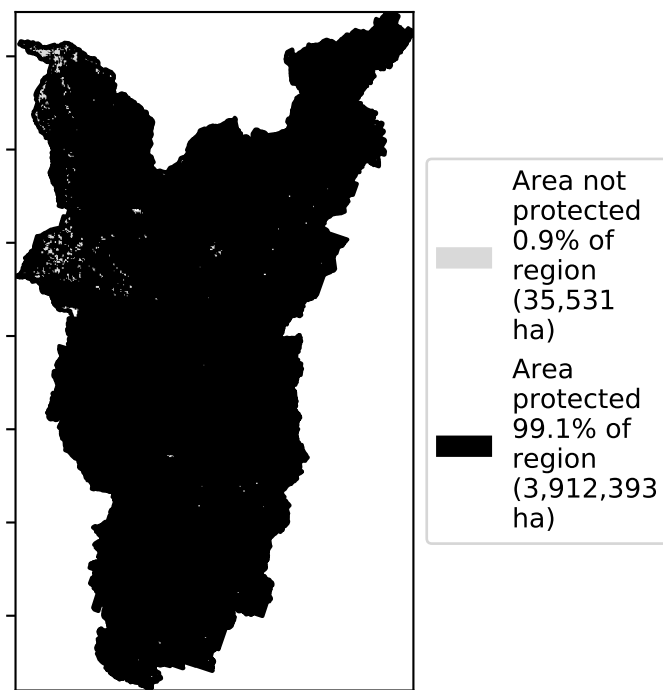 Area not
protected
0.9% of
region
(35,531
ha)
Area
protected
99.1% of
region
(3,912,393
ha)